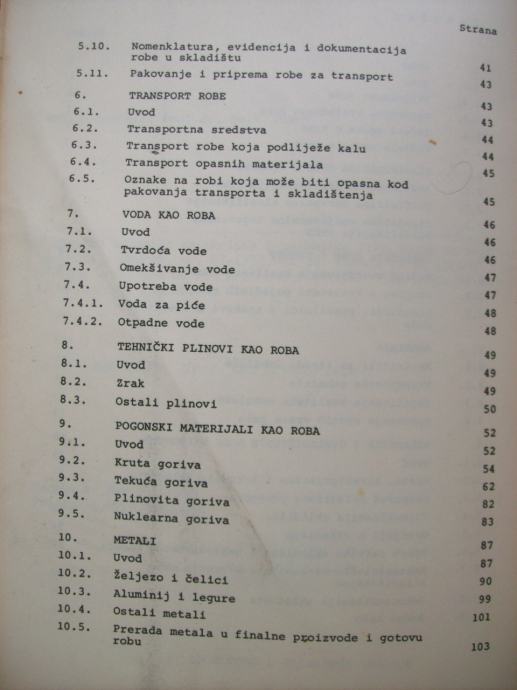 Strana
5.10. Nomenklatura, evidencija i dokumentacija
robe u skladištu 41
5.11. Pakovanje i priprema robe za transport 43
6. TRANSPORT ROBE 43
6.1. Uvod 43
6.2. Transportna sredstva 44
6.3. Transport robe koja podliježe kalu 44
6.4. Transport opasnih materijala 45
6.5. Oznake na robi koja može biti opasna kod
pakovanja transporta i skladištenja 45
7. VODA KAO ROBA 46
7.1. Uvod 46
7.2. Tvrdoća vode 46
7.3. Omekšivanje vode 47
7.4. Upotreba vode 47
7.4.1. Voda za piće 48
7.4.2. Otpadne vode 48
8. TEHNIČKI PLINOVI KAO ROBA 49
8.1. Uvod 49
8.2. Zrak 49
8.3. Ostali plinovi 50
9. POGONSKI MATERIJALI KAO ROBA 52
9.1. Uvod 52
9.2. Kruta goriva 54
9.3. Tekuća goriva 62
9.4. Plinovita goriva 82
9.5. Nuklearna goriva 83
10. METALI 87
10.1. Uvod 87
10.2. Željezo i čelici 90
10.3. Aluminij i legure 99
10.4. Ostali metali 101
10.5. Prerada metala u finalne proizvode i gotovu
robu 103